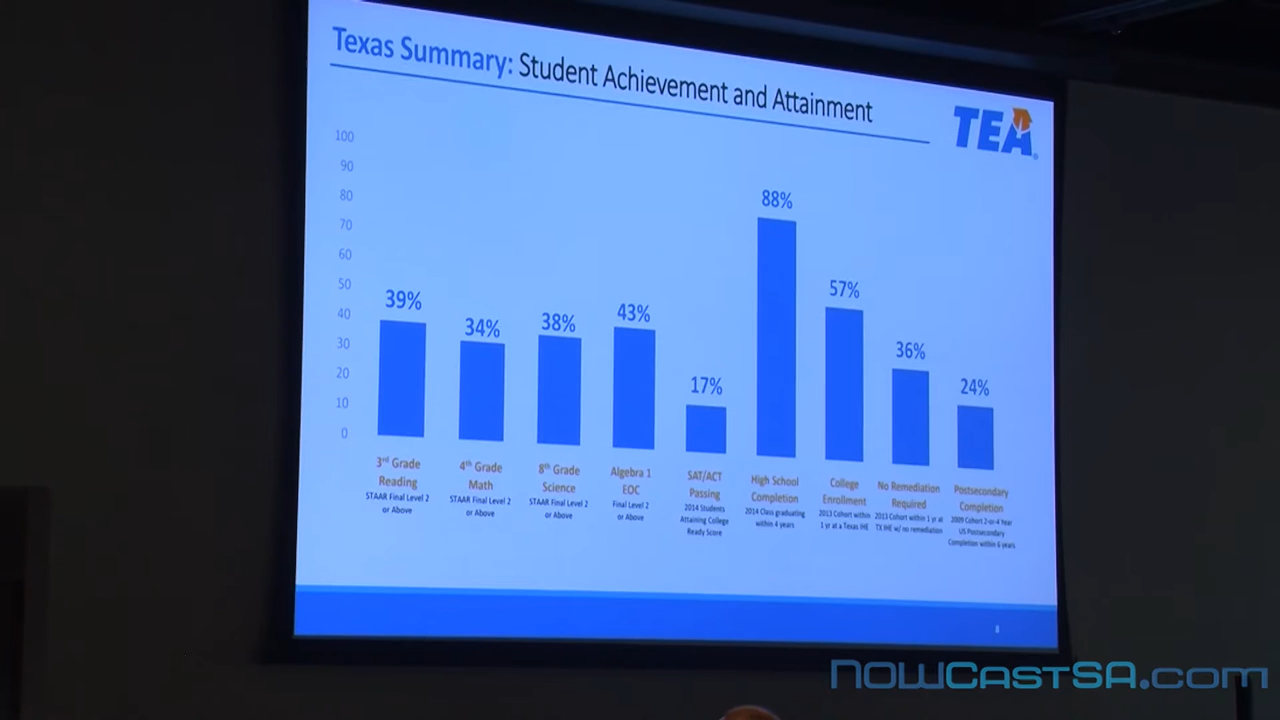 Texas Summary: Student Achievement and Attainment
TEA
100
90
80
70
60
50
40
30
20
10
0
39%
34%
38%
43%
17%
88%
57%
36%
24%
3rd Grade
Reading
STAAR Final Level 2
or Above
4th Grade
Math
STAAR Final Level 2
or Above
8th Grade
Science
STAAR Final Level 2
or Above
Algebra 1
EOC
Final Level 2
or Above
SAT/ACT
Passing
2014 Students
Attaining College
Ready Score
High School
Completion
2014 Class graduating
within 4 years
College
Enrollment
2013 Cohort within
1 yr at a Texas IHE
No Remediation
Required
2013 Cohort within 1 yr at
TX IHE w/ no remediation
Postsecondary
Completion
2009 Cohort 2-or-4 Year
US Postsecondary
Completion within 6 years
8
NOWCASTSA.com